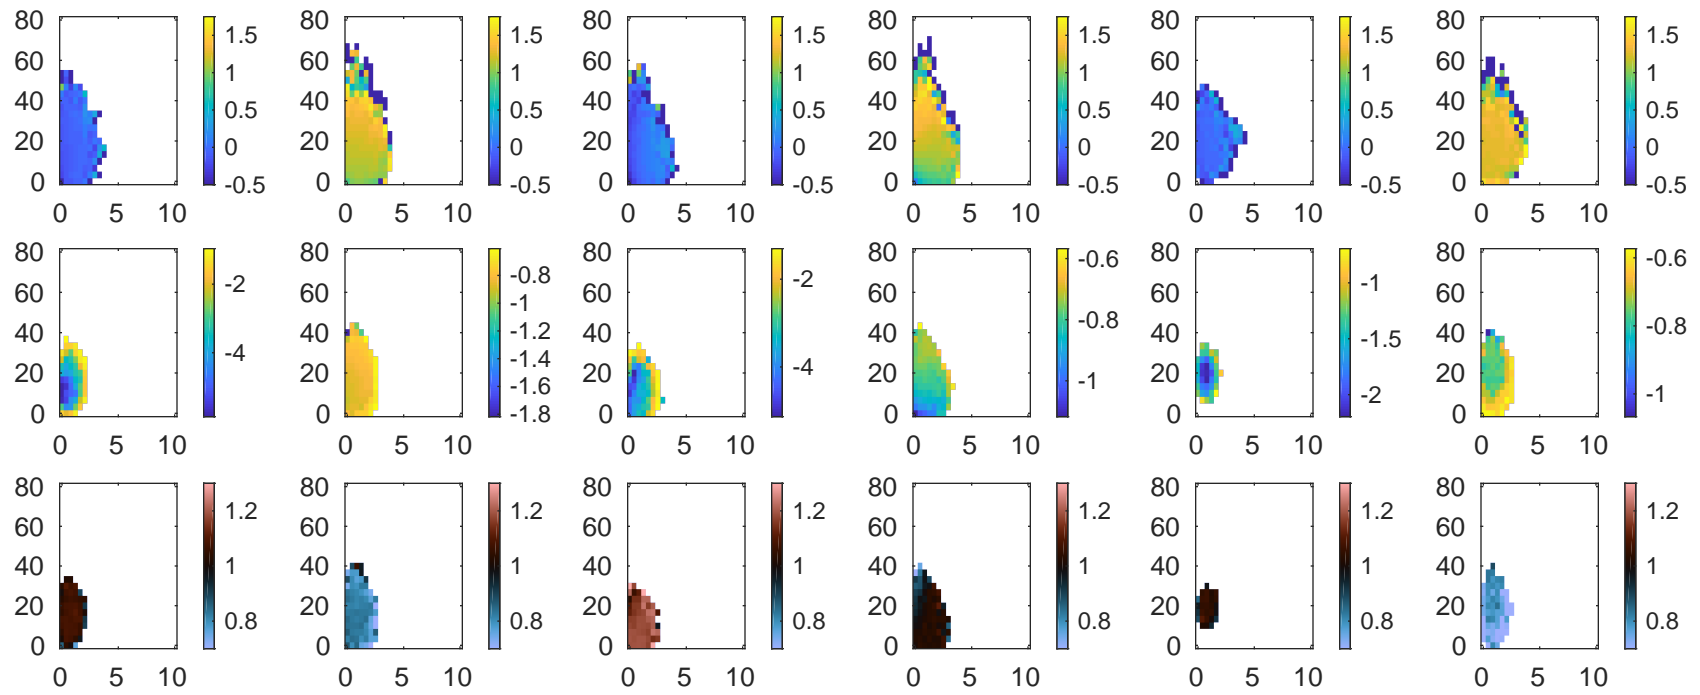 80 80 80 80 80 80
1.5 1.5 1.5 1.5 1.5 1.5
60 60 60 60 60 60
1 1 1 1 1 1
40 40 40 40 40 40
0.5 0.5 0.5 0.5 0.5 0.5
20 20 20 20 20 20
0 0 0 0 0 0
0 -0.5 0 -0.5 0 -0.5 0 -0.5 0 -0.5 0 -0.5
0 5 10 0 5 10 0 5 10 0 5 10 0 5 10 0 5 10
80 80 80 80 -0.6 80 80 -0.6
-2 -0.8 -2 -1
60 60 -1 60 60 60 60
40 40 -1.2 40 40 -0.8 40 -1.5 40 -0.8
-4 -1.4
20 20 -1.6 20 -4 20 -1 20 -2 20 -1
0 0 -1.8 0 0 0 0
0 5 10 0 5 10 0 5 10 0 5 10 0 5 10 0 5 10
80 80 80 80 80 80
1.2 1.2 1.2 1.2 1.2 1.2
60 60 60 60 60 60
40 1 40 1 40 1 40 1 40 1 40 1
20 20 20 20 20 20
0.8 0.8 0.8 0.8 0.8 0.8
0 0 0 0 0 0
0 5 10 0 5 10 0 5 10 0 5 10 0 5 10 0 5 10